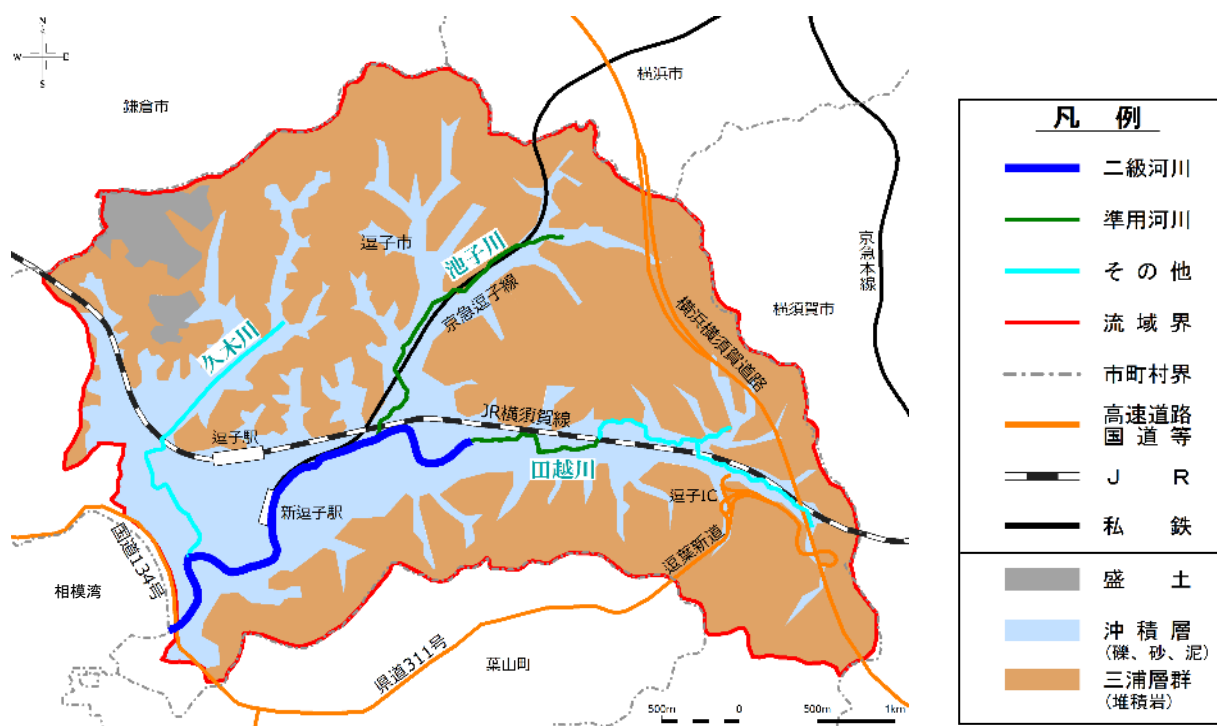 N
W E
S
鎌倉市
横浜市
逗子市
池子川
京急逗子線
京急本線
横須賀市
横浜横須賀道路
久木川
JR横須賀線
逗子駅
田越川
逗子IC
新逗子駅
国道134号
逗葉新道
相模湾
県道311号
葉山町
500m 0 500m 1km
凡 例
二級河川
準用河川
そ の 他
流 域 界
市町村界
高速道路
国 道 等
J R
私 鉄
盛 土
沖 積 層
(礫、砂、泥)
三浦層群
(堆積岩)